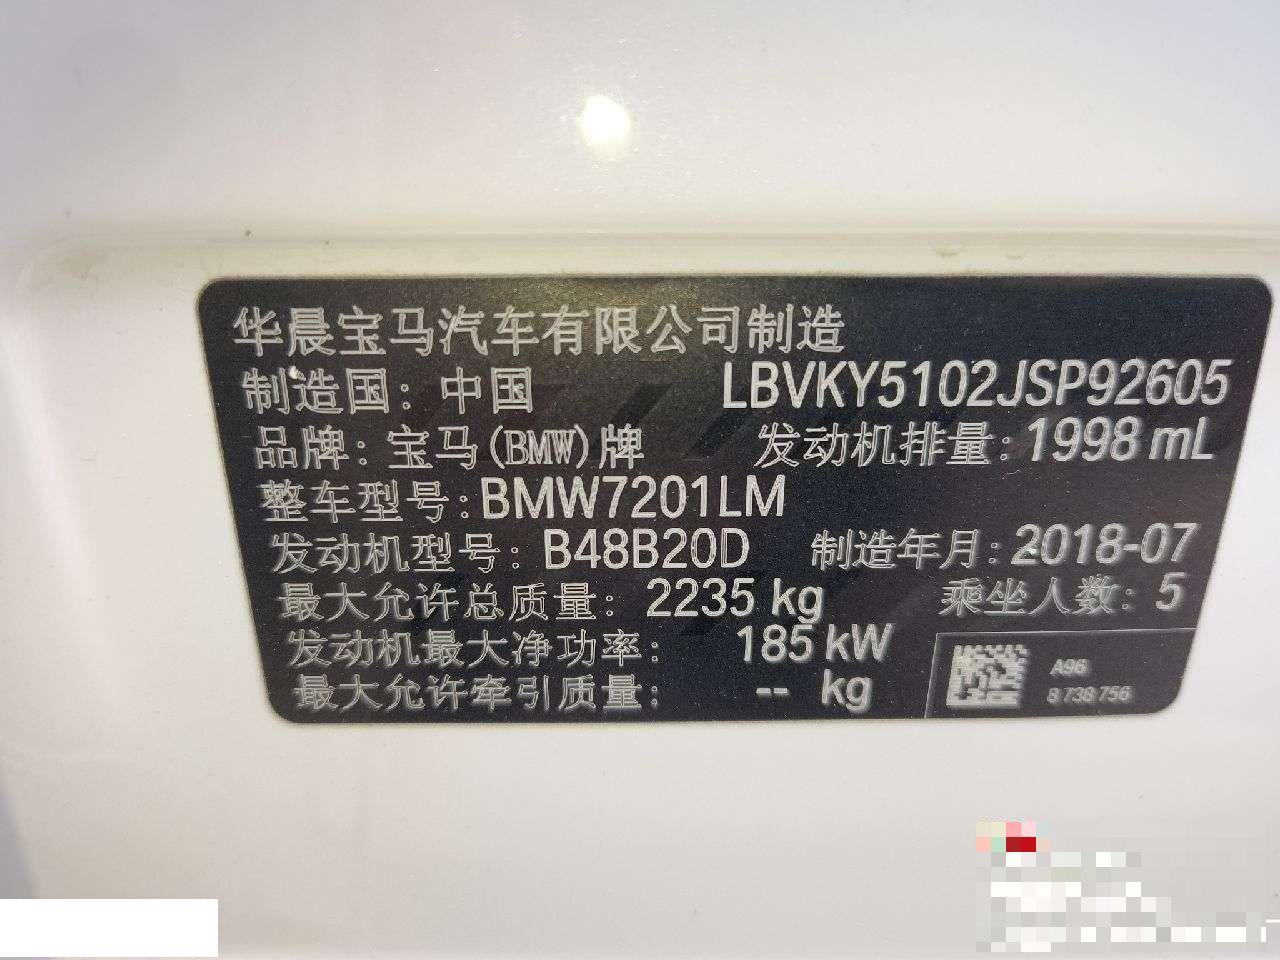 华晨宝马汽车有限公司制造
制造国：中国 LBVKY5102JSP92605
品牌：宝马(BMW)牌 发动机排量：1998 mL
整车型号：BMW7201LM
发动机型号：B48B20D 制造年月：2018-07
最大允许总质量：2235 kg 乘坐人数：5
发动机最大净功率：185 kW
最大允许牵引质量：-- kg
A96
8 738 756